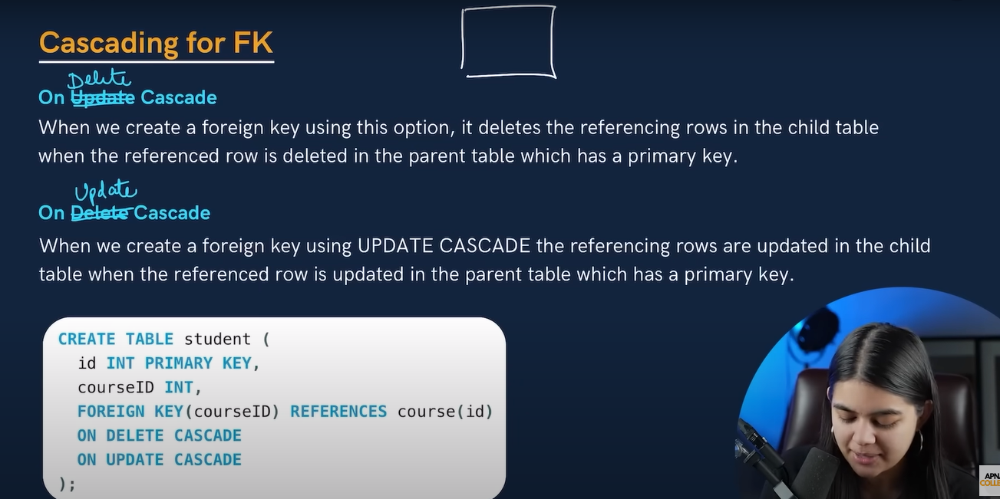 Cascading for FK
Delete
On Update Cascade
When we create a foreign key using this option, it deletes the referencing rows in the child table
when the referenced row is deleted in the parent table which has a primary key.
Update
On Delete Cascade
When we create a foreign key using UPDATE CASCADE the referencing rows are updated in the child
table when the referenced row is updated in the parent table which has a primary key.
CREATE TABLE student (
id INT PRIMARY KEY,
courseID INT,
FOREIGN KEY(courseID) REFERENCES course(id)
ON DELETE CASCADE
ON UPDATE CASCADE
);
APN
COLLE